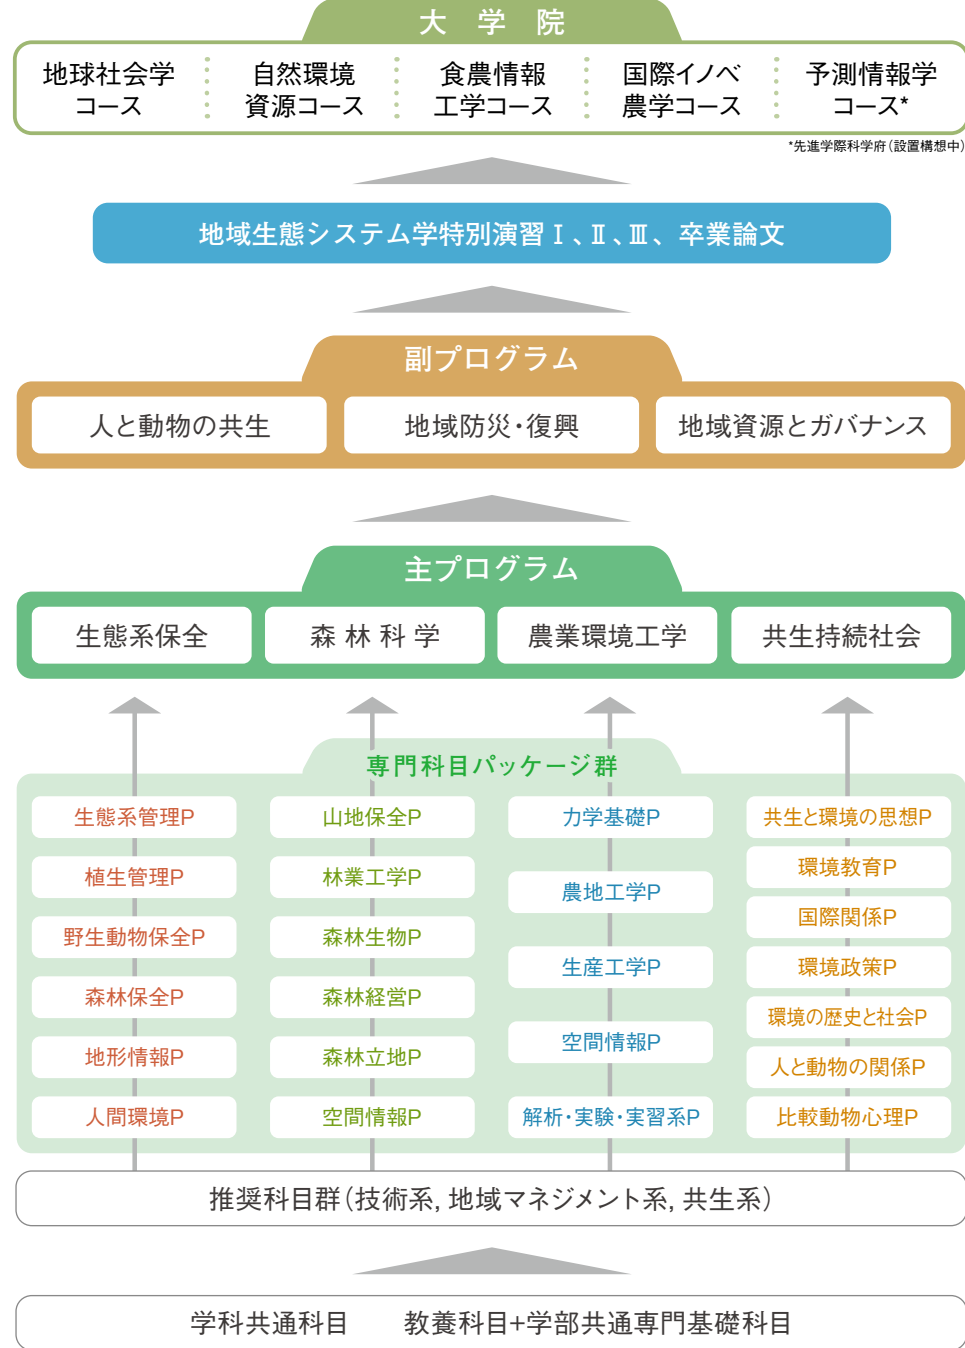 大 学 院
地球社会学
コース
自然環境
資源コース
食農情報
工学コース
国際イノベ
農学コース
予測情報学
コース*
*先進学際科学府(設置構想中)
地域生態システム学特別演習Ⅰ、Ⅱ、Ⅲ、卒業論文
副プログラム
人と動物の共生
地域防災・復興
地域資源とガバナンス
主プログラム
生態系保全
森 林 科 学
農業環境工学
共生持続社会
専門科目パッケージ群
生態系管理P
植生管理P
野生動物保全P
森林保全P
地形情報P
人間環境P
山地保全P
林業工学P
森林生物P
森林経営P
森林立地P
空間情報P
力学基礎P
農地工学P
生産工学P
空間情報P
解析・実験・実習系P
共生と環境の思想P
環境教育P
国際関係P
環境政策P
環境の歴史と社会P
人と動物の関係P
比較動物心理P
推奨科目群(技術系, 地域マネジメント系, 共生系)
学科共通科目 教養科目+学部共通専門基礎科目